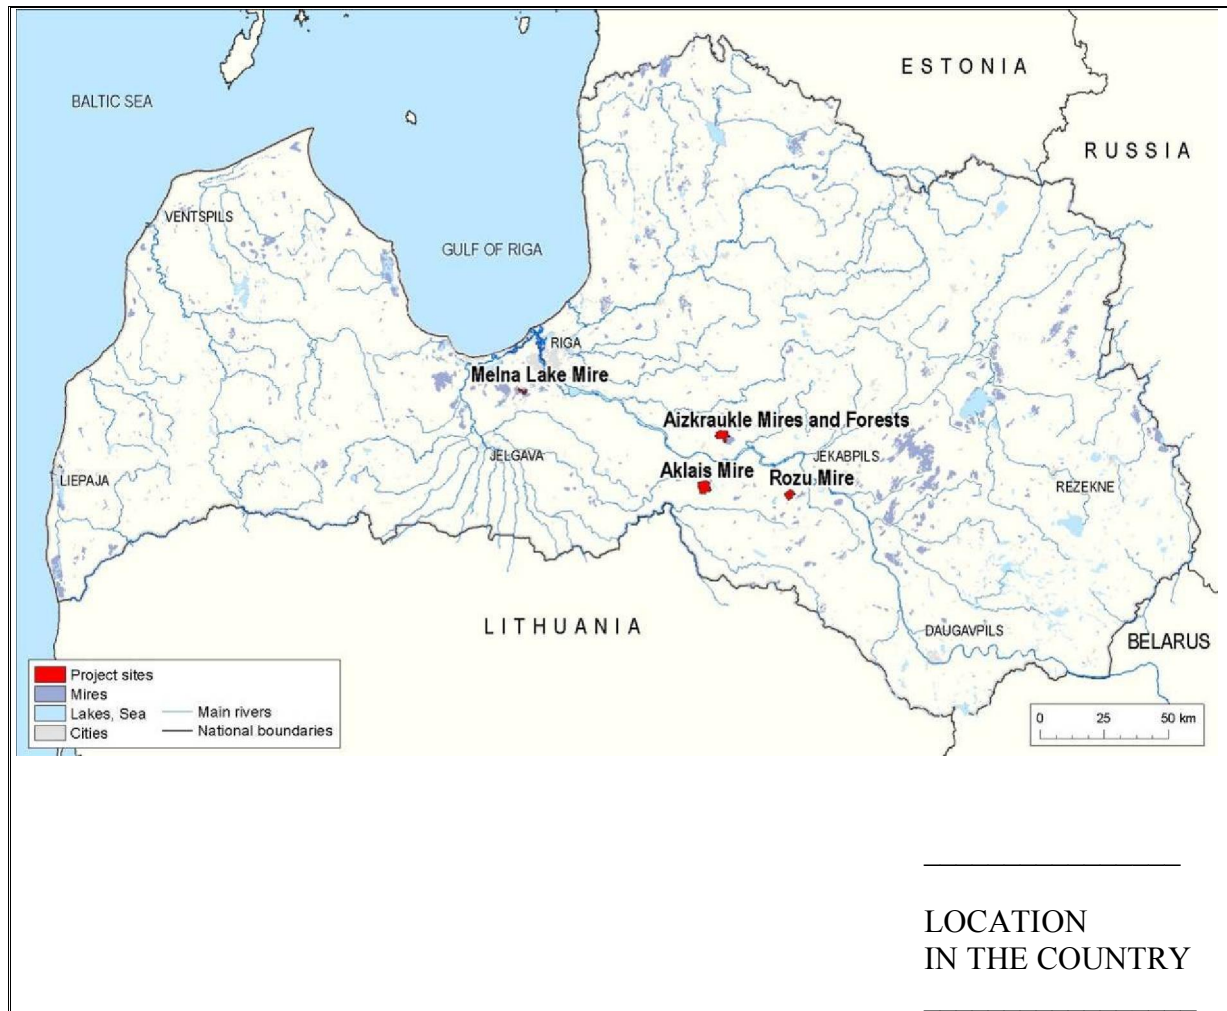 ESTONIA
BALTIC SEA
RUSSIA
VENTSPILS
GULF OF RIGA
RIGA
Melna Lake Mire
Aizkraukle Mires and Forests
JELGAVA
JEKABPILS
Aklais Mire
Rozu Mire
LIEPAJA
REZEKNE
LITHUANIA
DAUGAVPILS
BELARUS
Project sites
Mires
Lakes, Sea
Main rivers
Cities
National boundaries
0 25 50 km
LOCATION
IN THE COUNTRY